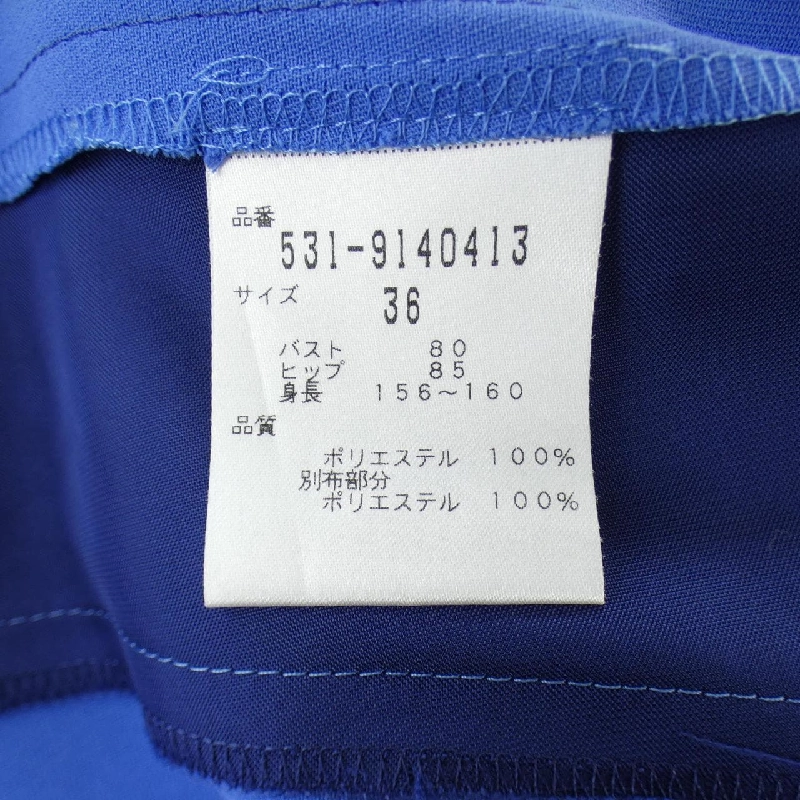 品番
531-9140413
サイズ
36
バスト 80
ヒップ 85
身長 156～160
品質
ポリエステル 100%
別布部分
ポリエステル 100%